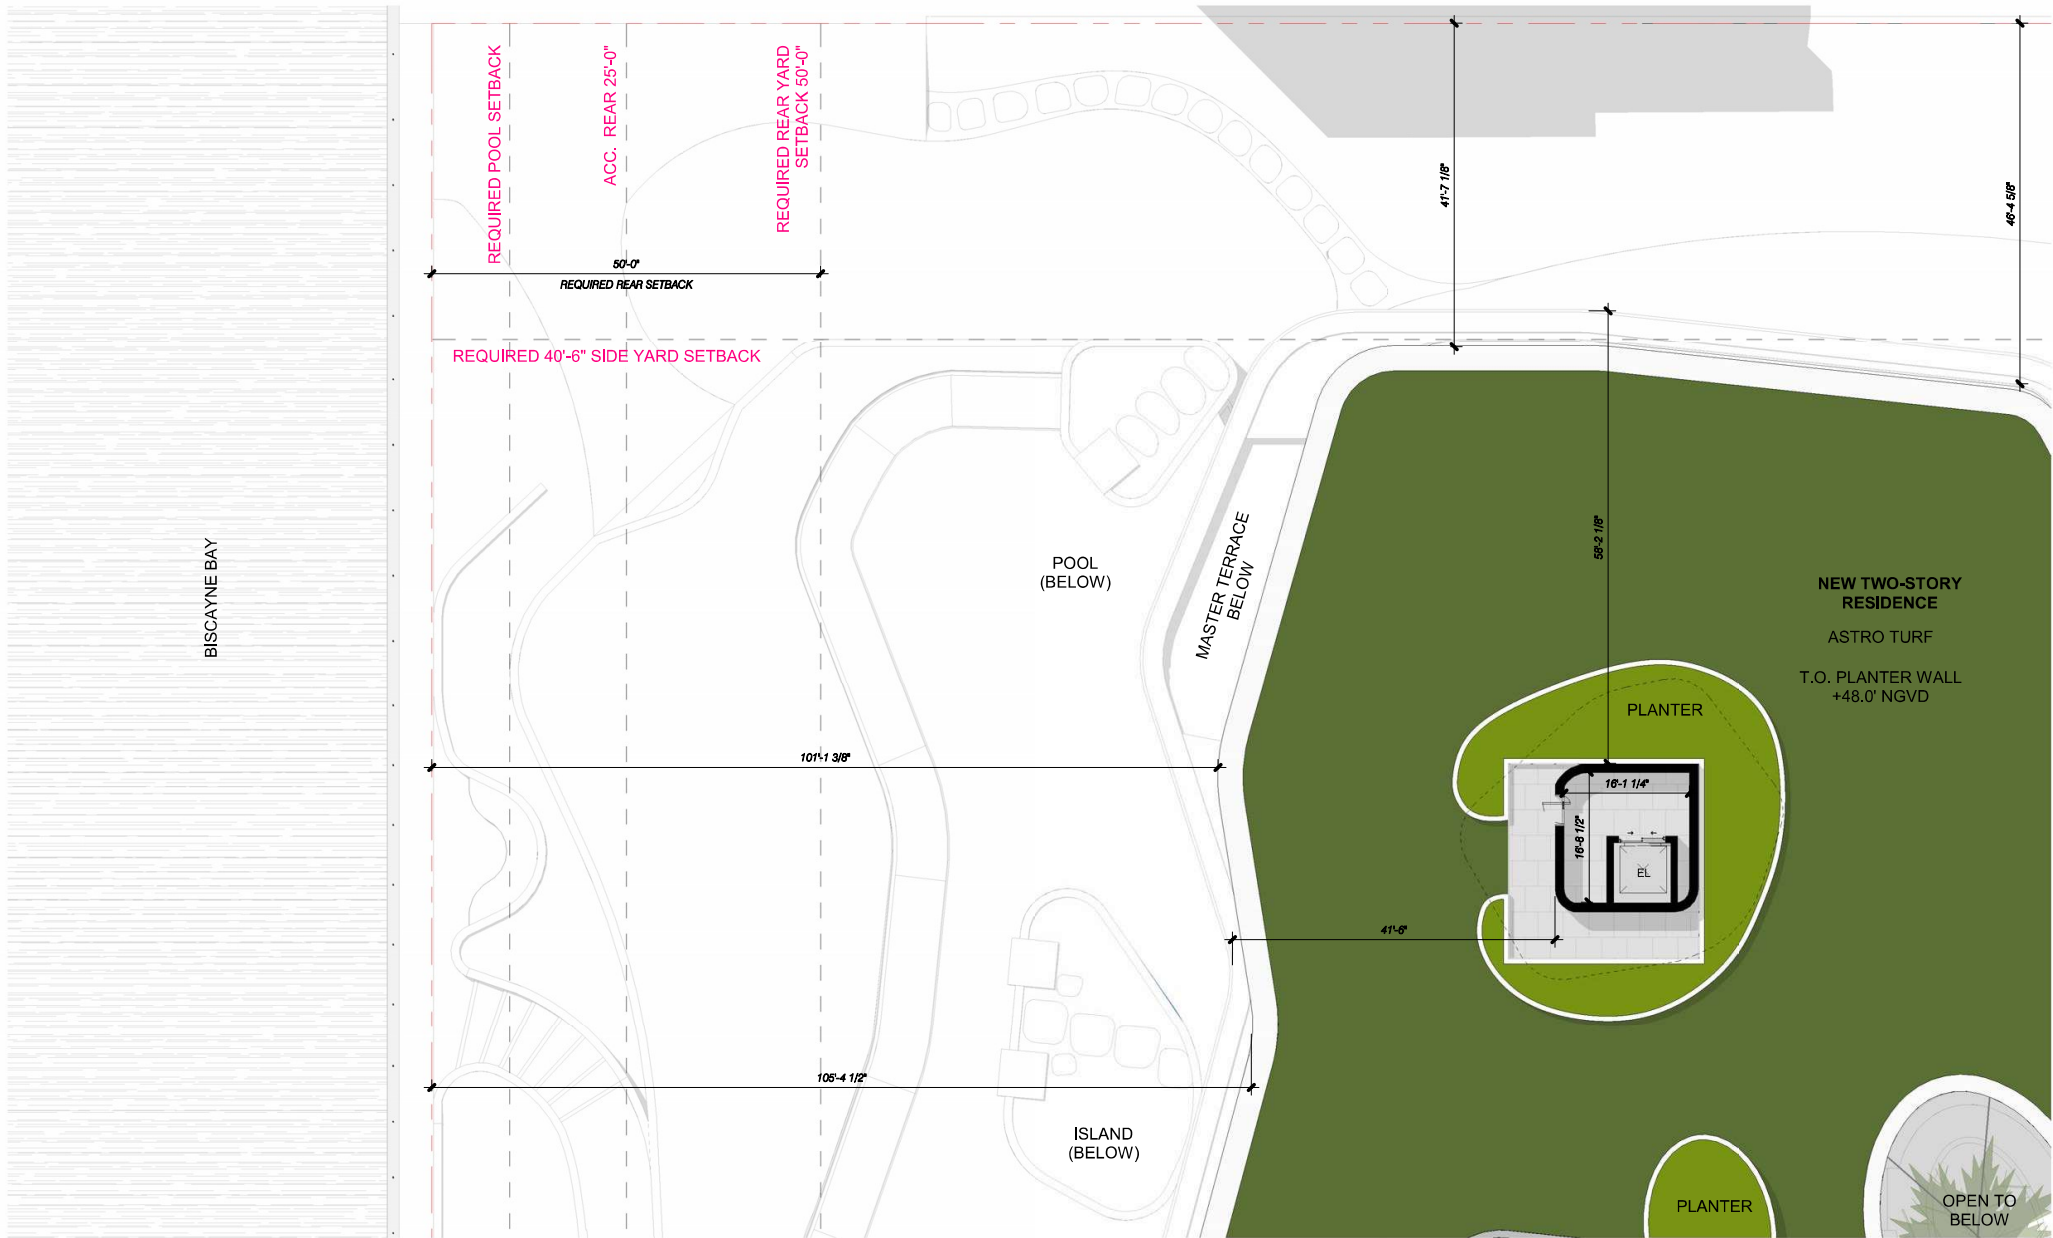 REQUIRED POOL SETBACK
ACC. REAR 25'-0"
REQUIRED REAR YARD
SETBACK 50'-0"
41'-7 1/8"
46'-4 5/8"
50'-0"
REQUIRED REAR SETBACK
REQUIRED 40'-6" SIDE YARD SETBACK
BISCAYNE BAY
POOL
(BELOW)
MASTER TERRACE
BELOW
58'-2 1/8"
NEW TWO-STORY
RESIDENCE
ASTRO TURF
T.O. PLANTER WALL
+48.0' NGVD
PLANTER
101'-1 3/8"
16'-1 1/4"
16'-8 1/2"
EL
41'-6"
105'-4 1/2"
ISLAND
(BELOW)
PLANTER
OPEN TO
BELOW